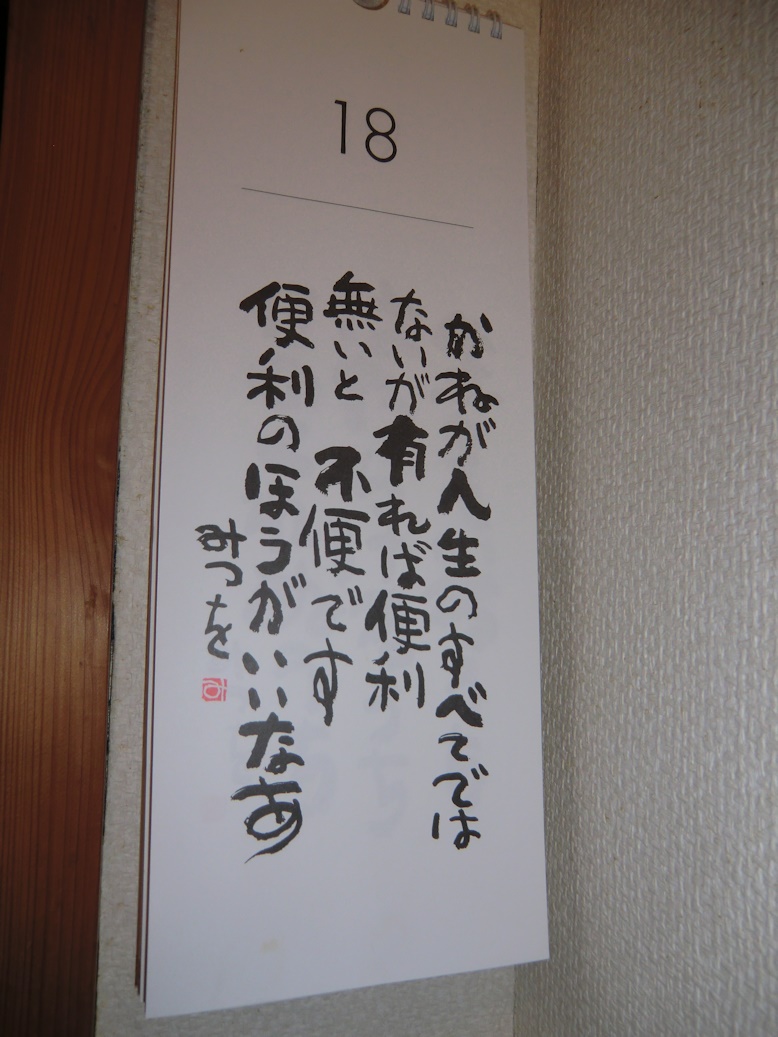 18
かねが人生のすべてでは
ないが有れば便利
無いと 不便です
便利のほうがいいなあ
みつを